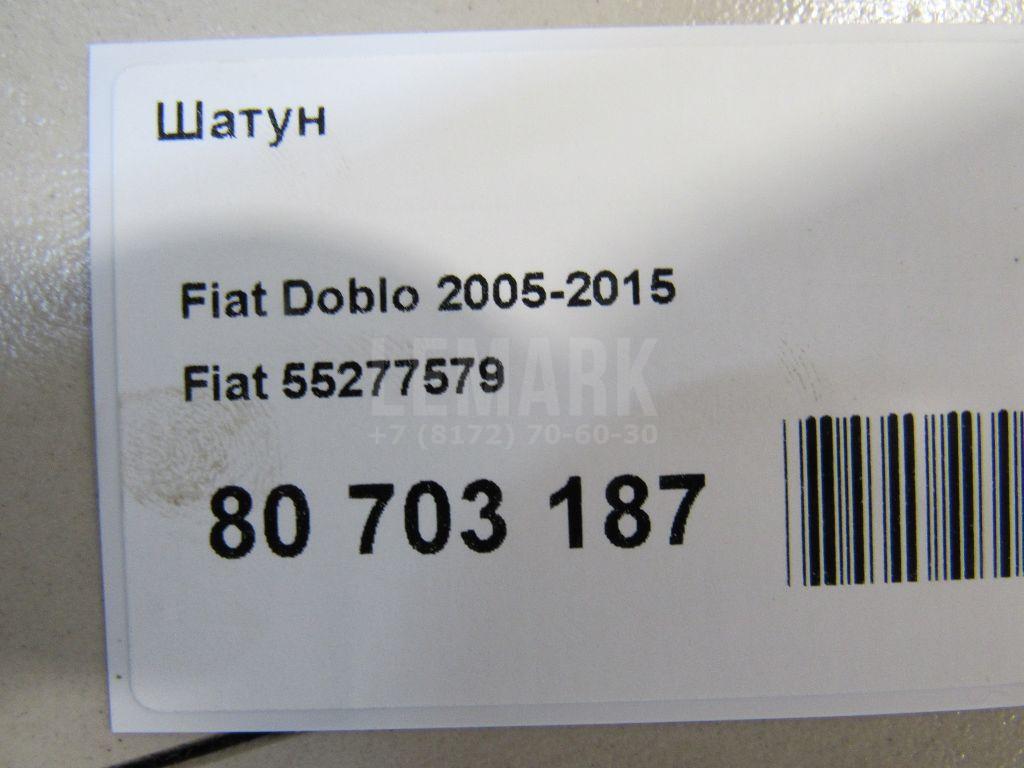 Шатун
Fiat Doblo 2005-2015
Fiat 55277579
LEMARK
+7 (8172) 70-60-30
80 703 187